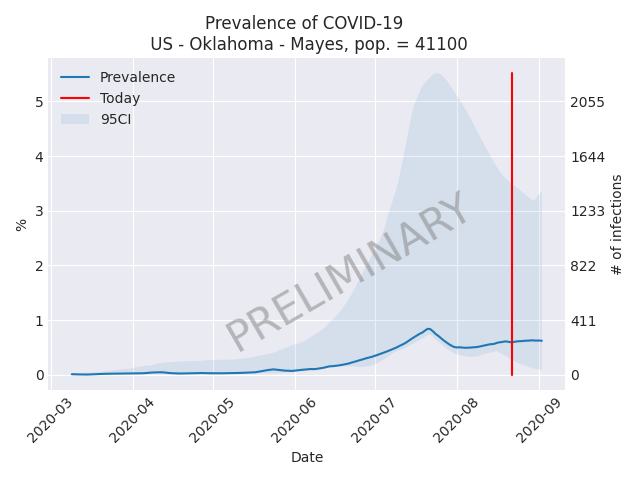 Prevalence of COVID-19
US - Oklahoma - Mayes, pop. = 41100
Prevalence
Today
95CI
PRELIMINARY
%
5
4
3
2
1
0
2055
1644
1233
822
411
0
# of infections
2020-03
2020-04
2020-05
2020-06
2020-07
2020-08
2020-09
Date